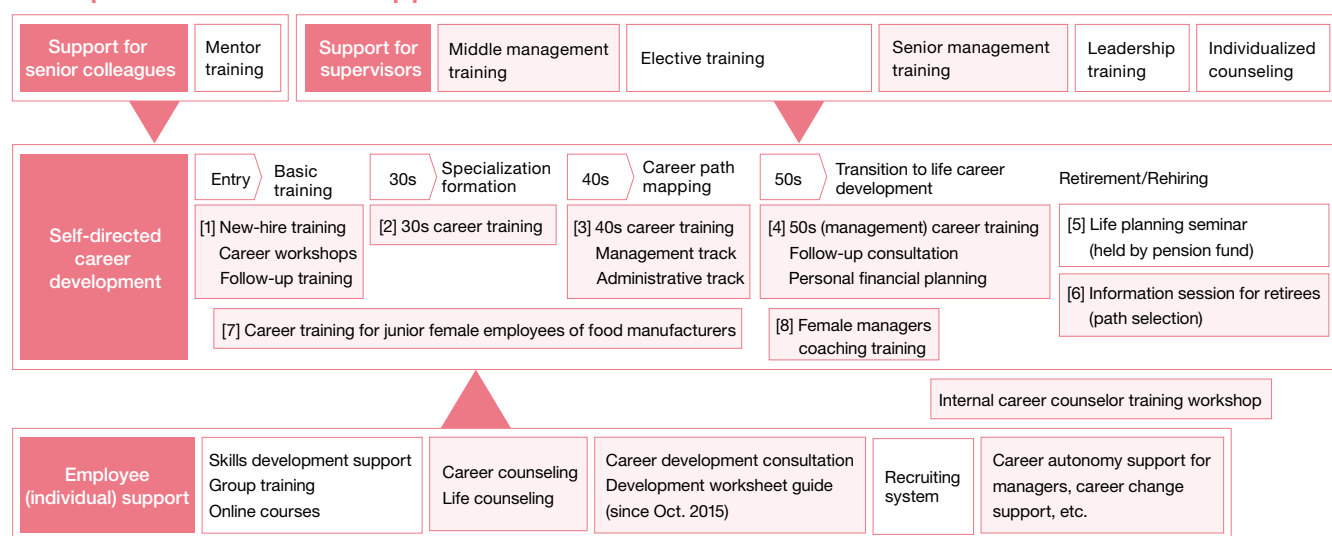 Support for
senior colleagues
Mentor
training
Support for
supervisors
Middle management
training
Elective training
Senior management
training
Leadership
training
Individualized
counseling
Self-directed
career
development
Entry
Basic
training
30s
Specialization
formation
40s
Career path
mapping
50s
Transition to life career
development
Retirement/Rehiring
[1] New-hire training
Career workshops
Follow-up training
[2] 30s career training
[3] 40s career training
Management track
Administrative track
[4] 50s (management) career training
Follow-up consultation
Personal financial planning
[5] Life planning seminar
(held by pension fund)
[6] Information session for retirees
(path selection)
[7] Career training for junior female employees of food manufacturers
[8] Female managers
coaching training
Internal career counselor training workshop
Employee
(individual) support
Skills development support
Group training
Online courses
Career counseling
Life counseling
Career development consultation
Development worksheet guide
(since Oct. 2015)
Recruiting
system
Career autonomy support for
managers, career change
support, etc.